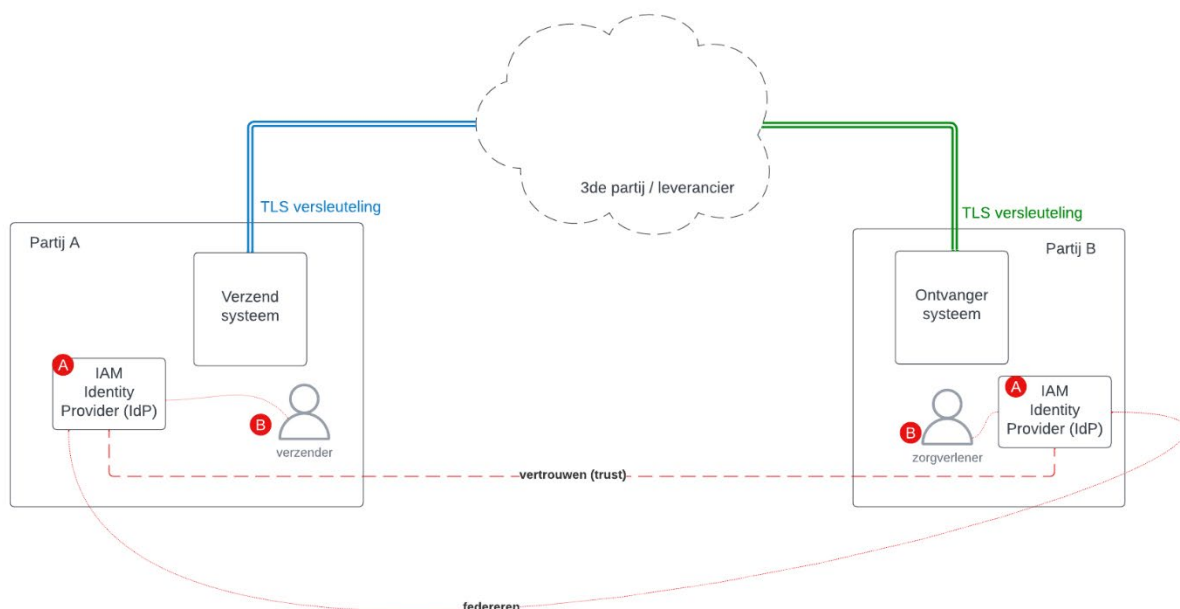 3de partij / leverancier
TLS versleuteling
TLS versleuteling
Partij A
Partij B
Verzend
systeem
Ontvanger
systeem
A
IAM
Identity
Provider (IdP)
B
verzender
A
IAM
Identity
Provider (IdP)
B
zorgverlener
vertrouwen (trust)
federeren